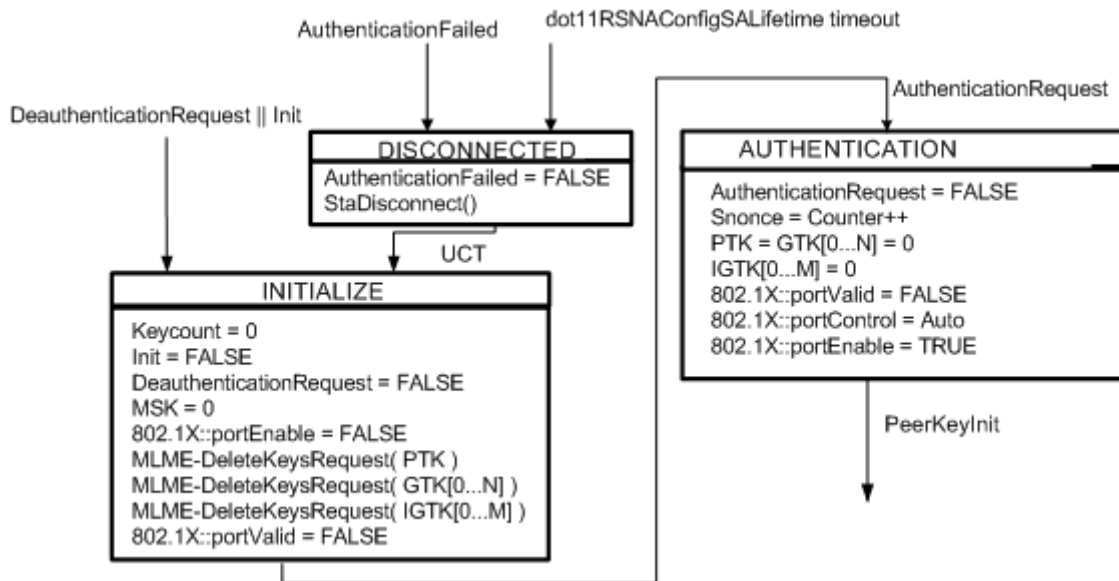 AuthenticationFailed
dot11RSNAConfigSALifetime timeout
DeauthenticationRequest || Init
DISCONNECTED
AuthenticationFailed = FALSE
StaDisconnect()
UCT
INITIALIZE
Keycount = 0
Init = FALSE
DeauthenticationRequest = FALSE
MSK = 0
802.1X::portEnable = FALSE
MLME-DeleteKeysRequest( PTK )
MLME-DeleteKeysRequest( GTK[0...N] )
MLME-DeleteKeysRequest( IGTK[0...M] )
802.1X::portValid = FALSE
AuthenticationRequest
AUTHENTICATION
AuthenticationRequest = FALSE
Snonce = Counter++
PTK = GTK[0...N] = 0
IGTK[0...M] = 0
802.1X::portValid = FALSE
802.1X::portControl = Auto
802.1X::portEnable = TRUE
PeerKeyInit